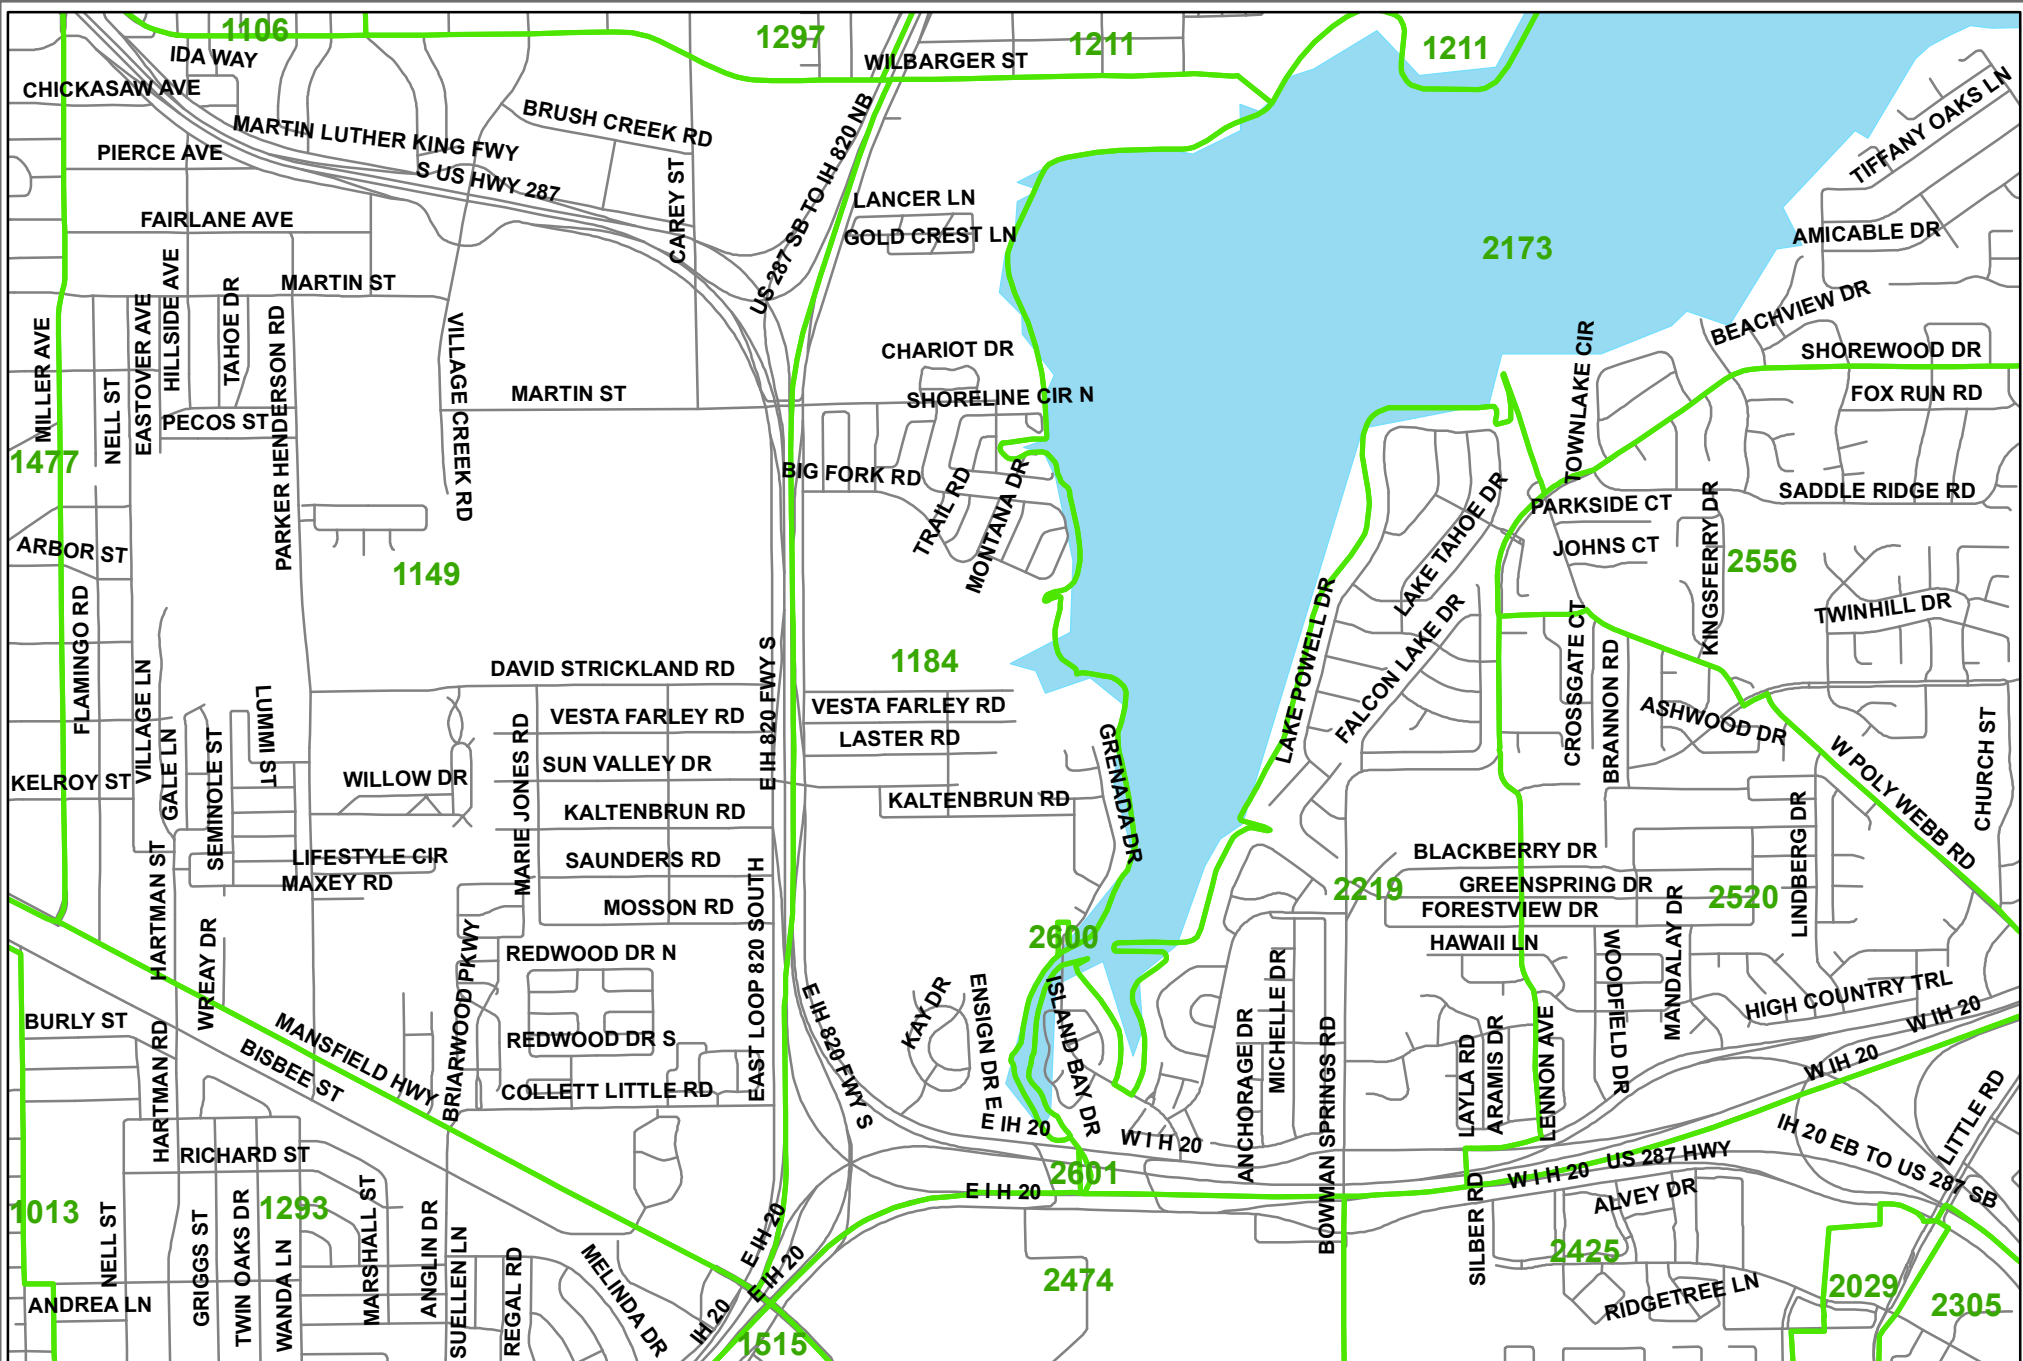 1106
1297
1211
1211
IDA WAY
WILBARGER ST
CHICKASAW AVE
TIFFANY OAKS LN
MARTIN LUTHER KING FWY
BRUSH CREEK RD
US 287 SB TO IH 820 NB
PIERCE AVE
S US HWY 287
CAREY ST
LANCER LN
FAIRLANE AVE
GOLD CREST LN
AMICABLE DR
2173
MARTIN ST
HILLSIDE AVE
EASTOVER AVE
TAHOE DR
PARKER HENDERSON RD
VILLAGE CREEK RD
BEACHVIEW DR
MILLER AVE
CHARIOT DR
TOWNLAKE CIR
SHOREWOOD DR
NELL ST
MARTIN ST
SHORELINE CIR N
FOX RUN RD
PECOS ST
1477
BIG FORK RD
TRAIL RD
MONTANA DR
LAKE TAHOE DR
PARKSIDE CT
KINGSFERRY DR
SADDLE RIDGE RD
ARBOR ST
JOHNS CT
2556
1149
FLAMINGO RD
LAKE POWELL DR
FALCON LAKE DR
CROSSGATE CT
BRANNON RD
TWINHILL DR
1184
DAVID STRICKLAND RD
E IH 820 FWY S
VILLAGE LN
LUMMI ST
VESTA FARLEY RD
VESTA FARLEY RD
GRENADA DR
ASHWOOD DR
W POLY WEBB RD
CHURCH ST
GALE LN
SEMINOLE ST
MARIE JONES RD
LASTER RD
KELROY ST
WILLOW DR
SUN VALLEY DR
KALTENBRUN RD
KALTENBRUN RD
LINDBERG DR
LIFESTYLE CIR
SAUNDERS RD
BLACKBERRY DR
HARTMAN ST
MAXEY RD
EAST LOOP 820 SOUTH
2219
GREENSPRING DR
2520
MOSSON RD
FORESTVIEW DR
MANDALAY DR
WREAY DR
BRIARWOOD PKWY
REDWOOD DR N
2600
HAWAII LN
WOODFIELD DR
BURLY ST
HARTMAN RD
MANSFIELD HWY
BISBEE ST
REDWOOD DR S
E IH 820 FWY S
KAY DR
ENSIGN DR E
ISLAND BAY DR
ANCHORAGE DR
MICHELLE DR
BOWMAN SPRINGS RD
LAYLA RD
ARAMIS DR
LENNON AVE
HIGH COUNTRY TRL
W IH 20
W IH 20
COLLETT LITTLE RD
E IH 20
W I H 20
LITTLE RD
IH 20 EB TO US 287 SB
RICHARD ST
2601
E I H 20
W I H 20
US 287 HWY
1013
1293
NELL ST
GRIGGS ST
TWIN OAKS DR
WANDA LN
MARSHALL ST
ANGLIN DR
SUELLEN LN
REGAL RD
MELINDA DR
E IH 20
E IH 20
IH 20
SILBER RD
ALVEY DR
2425
2474
ANDREA LN
RIDGETREE LN
2029
2305
1515